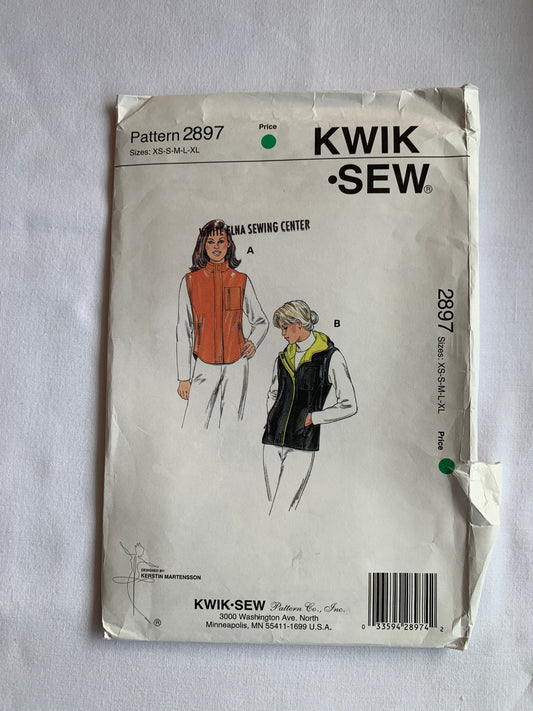 Pattern 2897
Sizes: XS-S-M-L-XL
Price
KWIK
•SEW®
WHITE ELNA SEWING CENTER
A
B
2897
Sizes: XS-S-M-L-XL
Price
DESIGNED BY:
KERSTIN MARTENSSON
®
KWIK•SEW Pattern Co., Inc.
3000 Washington Ave. North
Minneapolis, MN 55411-1699 U.S.A.
0 33594 28974 2